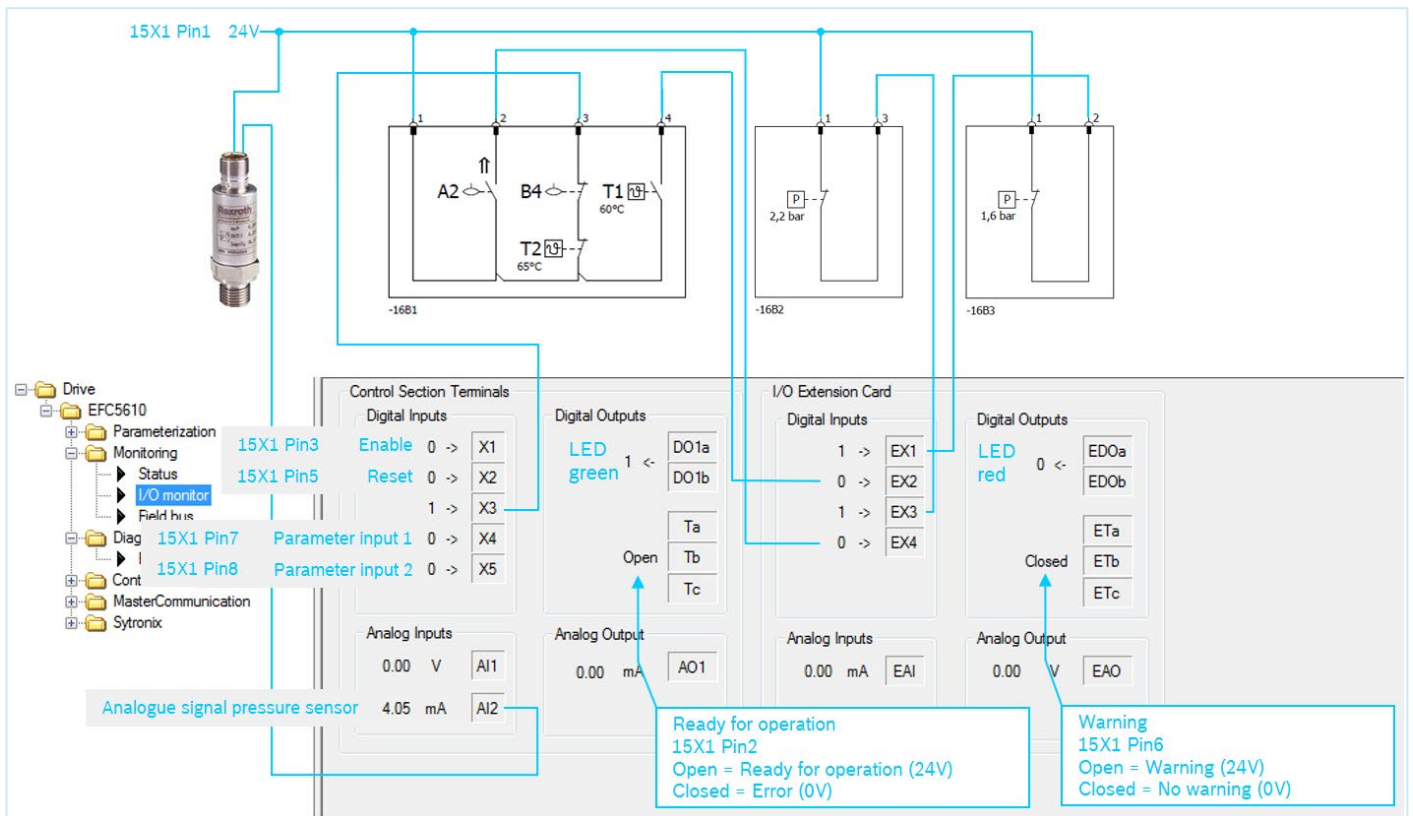 15X1 Pin1 24V
1 2 3 4
1 3
1 2
A2 B4 T1
60°C
T2
65°C
P
2,2 bar
P
1,6 bar
Rexroth
-16B1
-16B2
-16B3
Drive
EFC5610
Parameterization
Monitoring
Status
I/O monitor
Field bus
Diag
Cont
MasterCommunication
Sytronix
Control Section Terminals
Digital Inputs
15X1 Pin3 Enable 0 -> X1
15X1 Pin5 Reset 0 -> X2
1 -> X3
15X1 Pin7 Parameter input 1 0 -> X4
15X1 Pin8 Parameter input 2 0 -> X5
Digital Outputs
LED
green
1 <-
DO1a
DO1b
Ta
Open Tb
Tc
Analog Inputs
0.00 V AI1
Analogue signal pressure sensor 4.05 mA AI2
Analog Output
0.00 mA AO1
I/O Extension Card
Digital Inputs
1 -> EX1
0 -> EX2
1 -> EX3
0 -> EX4
Digital Outputs
LED
red
0 <-
EDOa
EDOb
ETa
Closed ETb
ETc
Analog Inputs
0.00 mA EAI
Analog Output
0.00 V EAO
Ready for operation
15X1 Pin2
Open = Ready for operation (24V)
Closed = Error (0V)
Warning
15X1 Pin6
Open = Warning (24V)
Closed = No warning (0V)